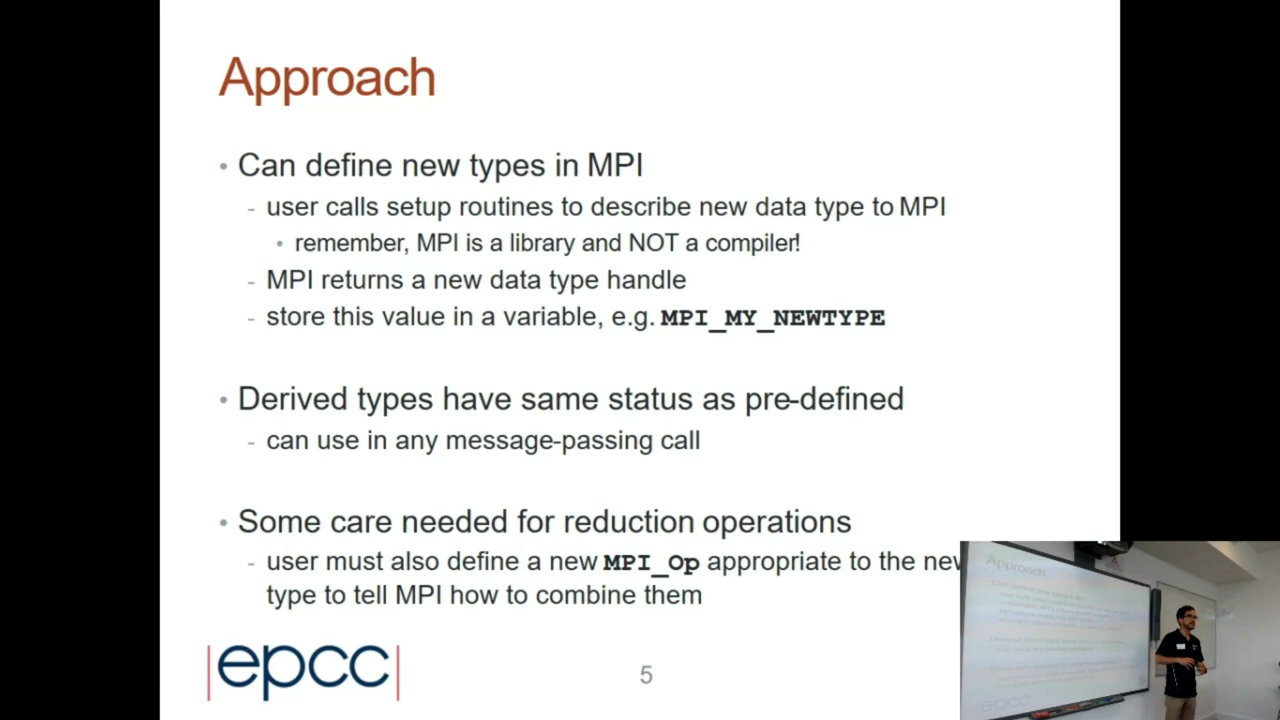 Approach
• Can define new types in MPI
- user calls setup routines to describe new data type to MPI
• remember, MPI is a library and NOT a compiler!
- MPI returns a new data type handle
- store this value in a variable, e.g. MPI_MY_NEWTYPE
• Derived types have same status as pre-defined
- can use in any message-passing call
• Some care needed for reduction operations
- user must also define a new MPI_Op appropriate to the new
type to tell MPI how to combine them
|epcc|
5
Approach
epcc